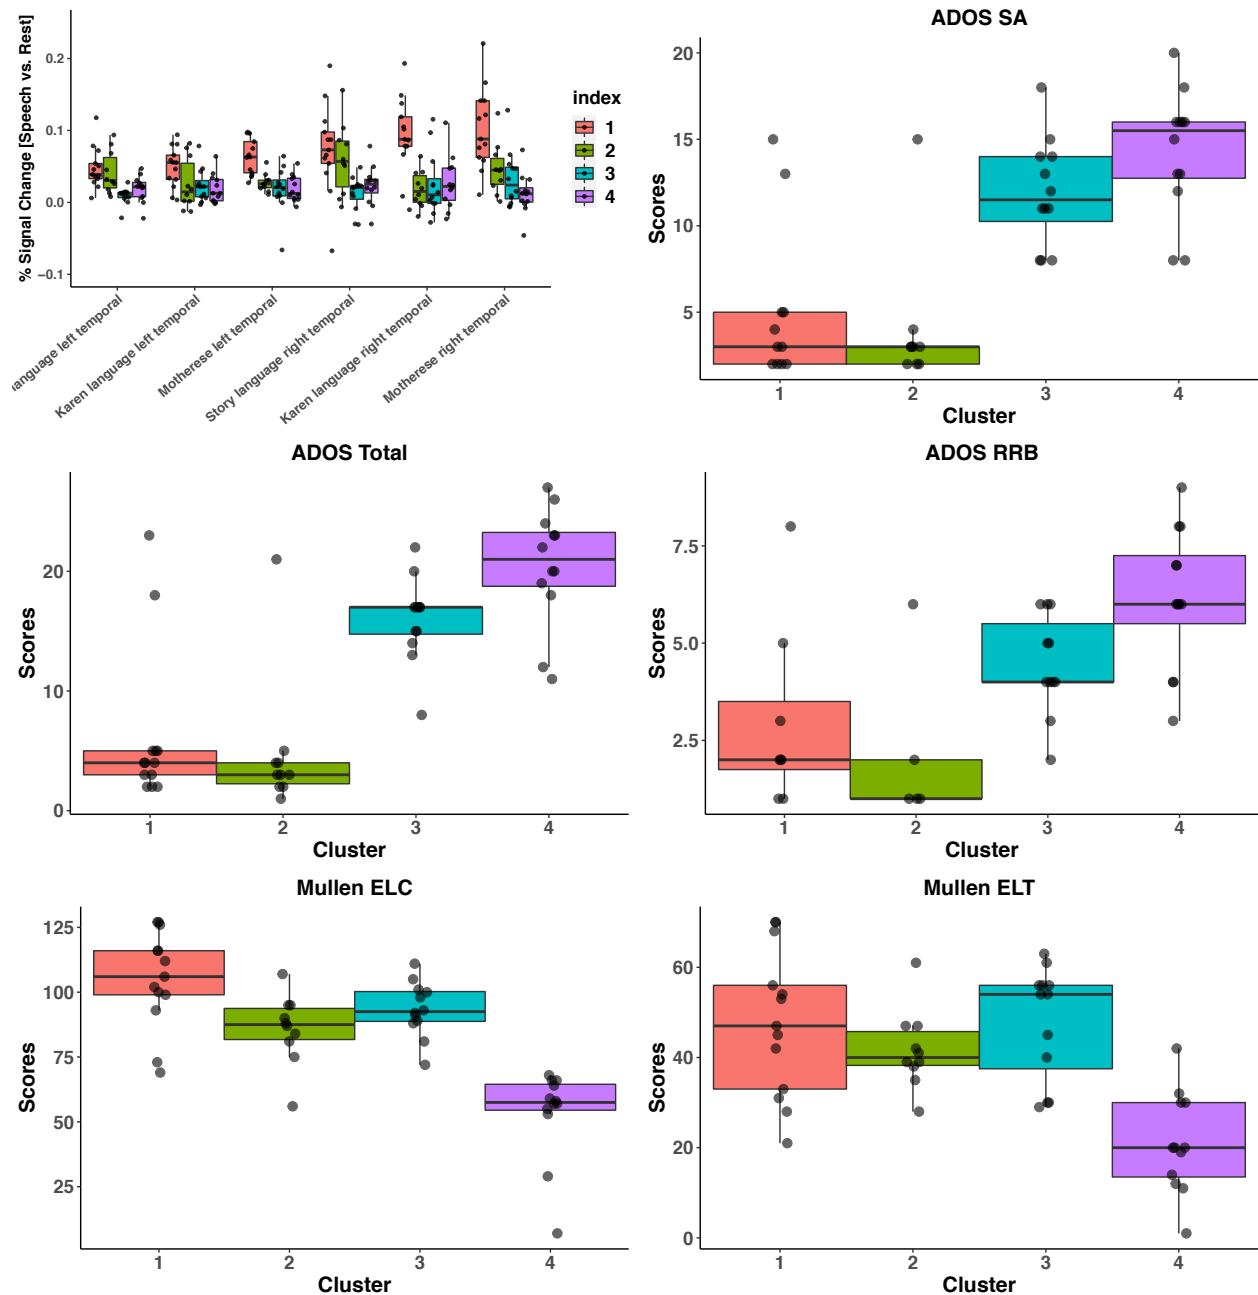 % Signal Change [Speech vs. Rest]
0.2
0.1
0.0
−0.1
language left temporal
Karen language left temporal
Motherese left temporal
Story language right temporal
Karen language right temporal
Motherese right temporal
index
1
2
3
4
ADOS SA
Scores
20
15
10
5
1 2 3 4
Cluster
ADOS Total
Scores
20
10
0
1 2 3 4
Cluster
ADOS RRB
Scores
7.5
5.0
2.5
1 2 3 4
Cluster
Mullen ELC
Scores
125
100
75
50
25
1 2 3 4
Cluster
Mullen ELT
Scores
60
40
20
0
1 2 3 4
Cluster